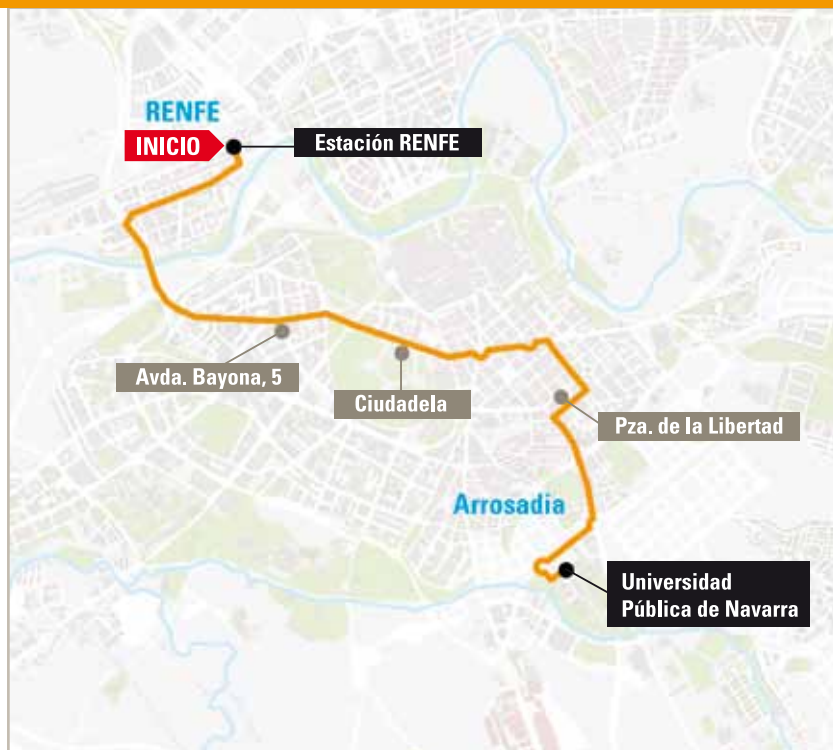 RENFE
INICIO
Estación RENFE
Avda. Bayona, 5
Ciudadela
Pza. de la Libertad
Arrosadia
Universidad
Pública de Navarra